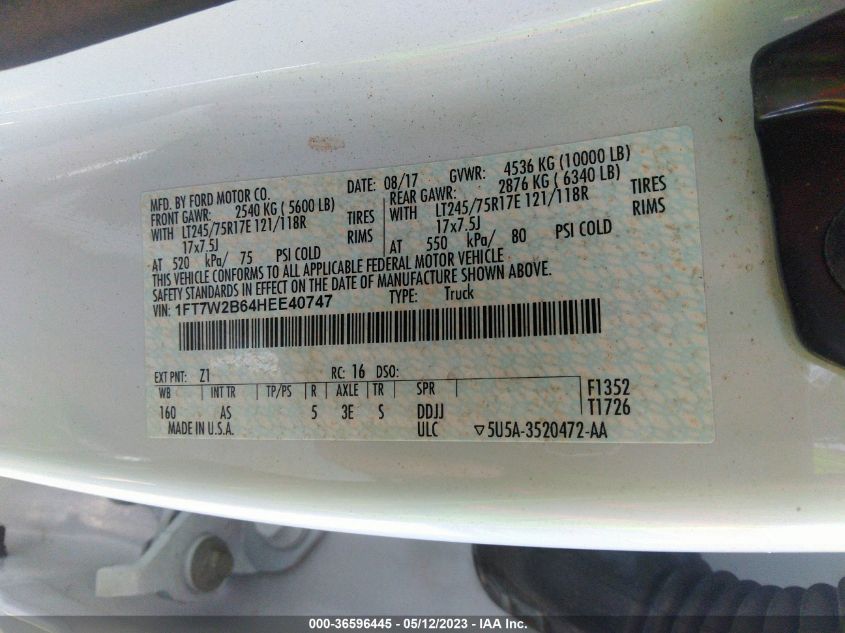 MFD. BY FORD MOTOR CO.
DATE: 08/17
GVWR: 4536 KG (10000 LB)
FRONT GAWR: 2540 KG ( 5600 LB)
REAR GAWR: 2876 KG ( 6340 LB)
WITH LT245/75R17E 121/118R TIRES
WITH LT245/75R17E 121/118R TIRES
17x7.5J RIMS
17x7.5J RIMS
AT 520 kPa/ 75 PSI COLD
AT 550 kPa/ 80 PSI COLD
THIS VEHICLE CONFORMS TO ALL APPLICABLE FEDERAL MOTOR VEHICLE
SAFETY STANDARDS IN EFFECT ON THE DATE OF MANUFACTURE SHOWN ABOVE.
VIN: 1FT7W2B64HEE40747
TYPE: Truck
EXT PNT: Z1 RC: 16 DSO:
WB INT TR TP/PS R AXLE TR SPR F1352
160 AS 5 3E S DDJJ T1726
MADE IN U.S.A. ULC ▽5U5A-3520472-AA
000-36596445 - 05/12/2023 - IAA Inc.